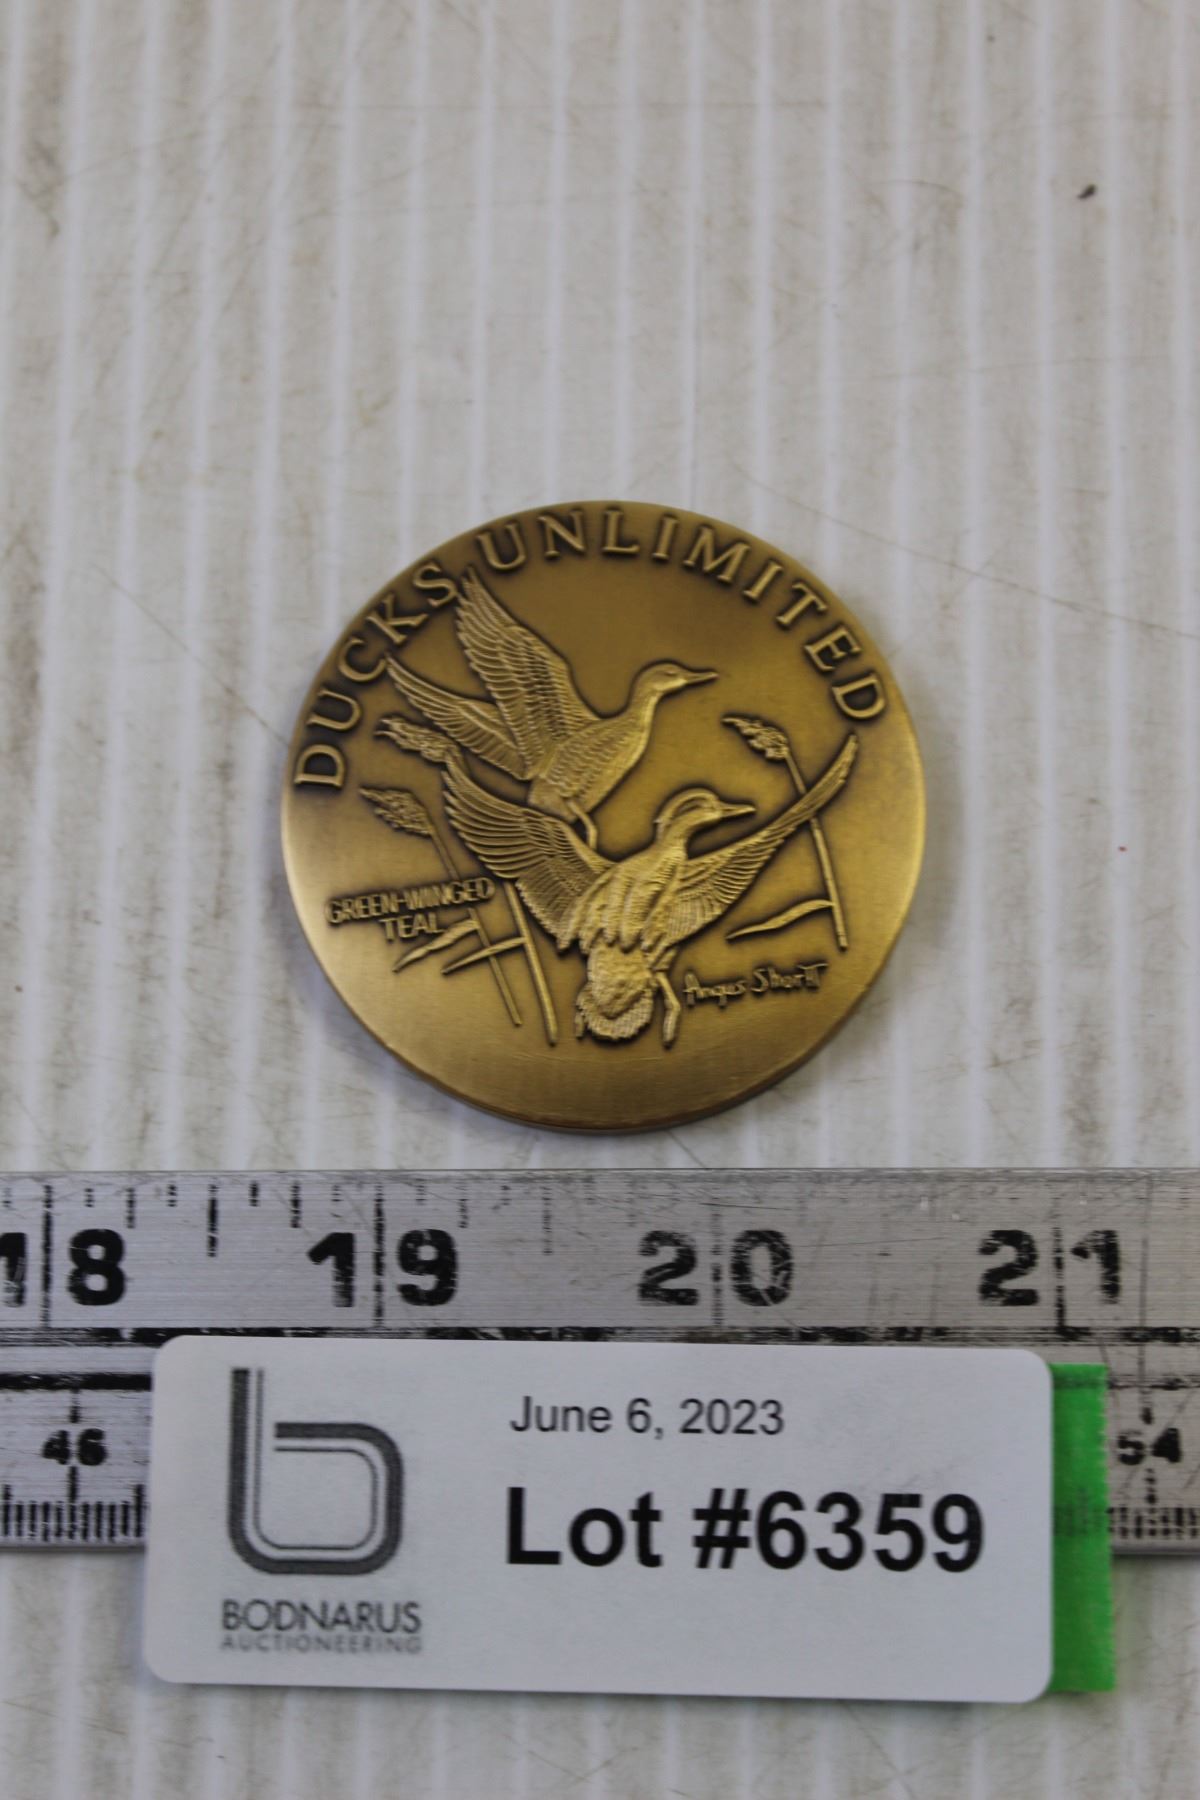 DUCKS UNLIMITED
GREEN-WINGED
TEAL
Angus Shortt
18 19 20 21
46 54
June 6, 2023
Lot #6359
BODNARUS
AUCTIONEERING